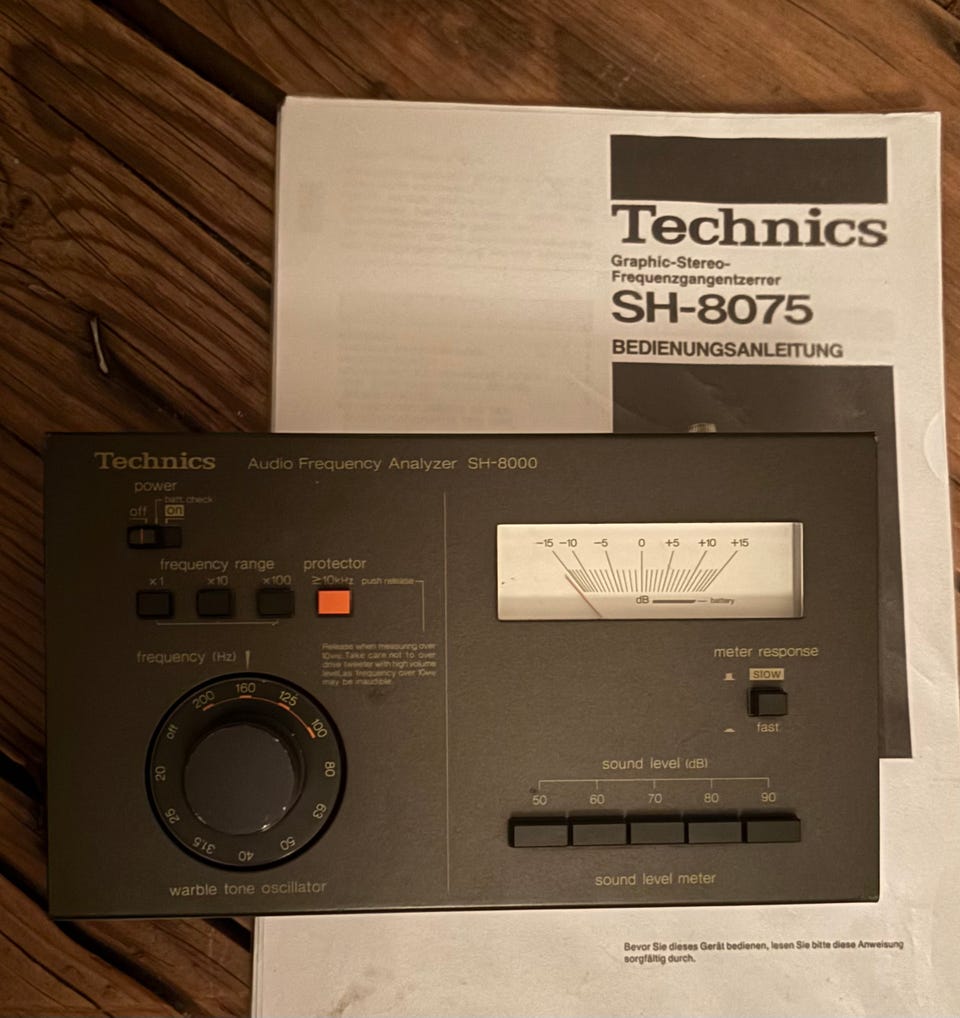 Technics
Graphic-Stereo-
Frequenzgangentzerrer
SH-8075
BEDIENUNGSANLEITUNG
Technics Audio Frequency Analyzer SH-8000
power
batt. check
off on
frequency range protector
×1 ×10 ×100 ≥10kHz push release
Release when measuring over
10kHz. Take care not to over
drive tweeter with high volume
level, as frequency over 10kHz
may be inaudible.
frequency (Hz)
off 200 160 125 100 80 63 50 40 31.5 25 20
warble tone oscillator
-15 -10 -5 0 +5 +10 +15
dB battery
meter response
slow
fast
sound level (dB)
50 60 70 80 90
sound level meter
Bevor Sie dieses Gerät bedienen, lesen Sie bitte diese Anweisung
sorgfältig durch.